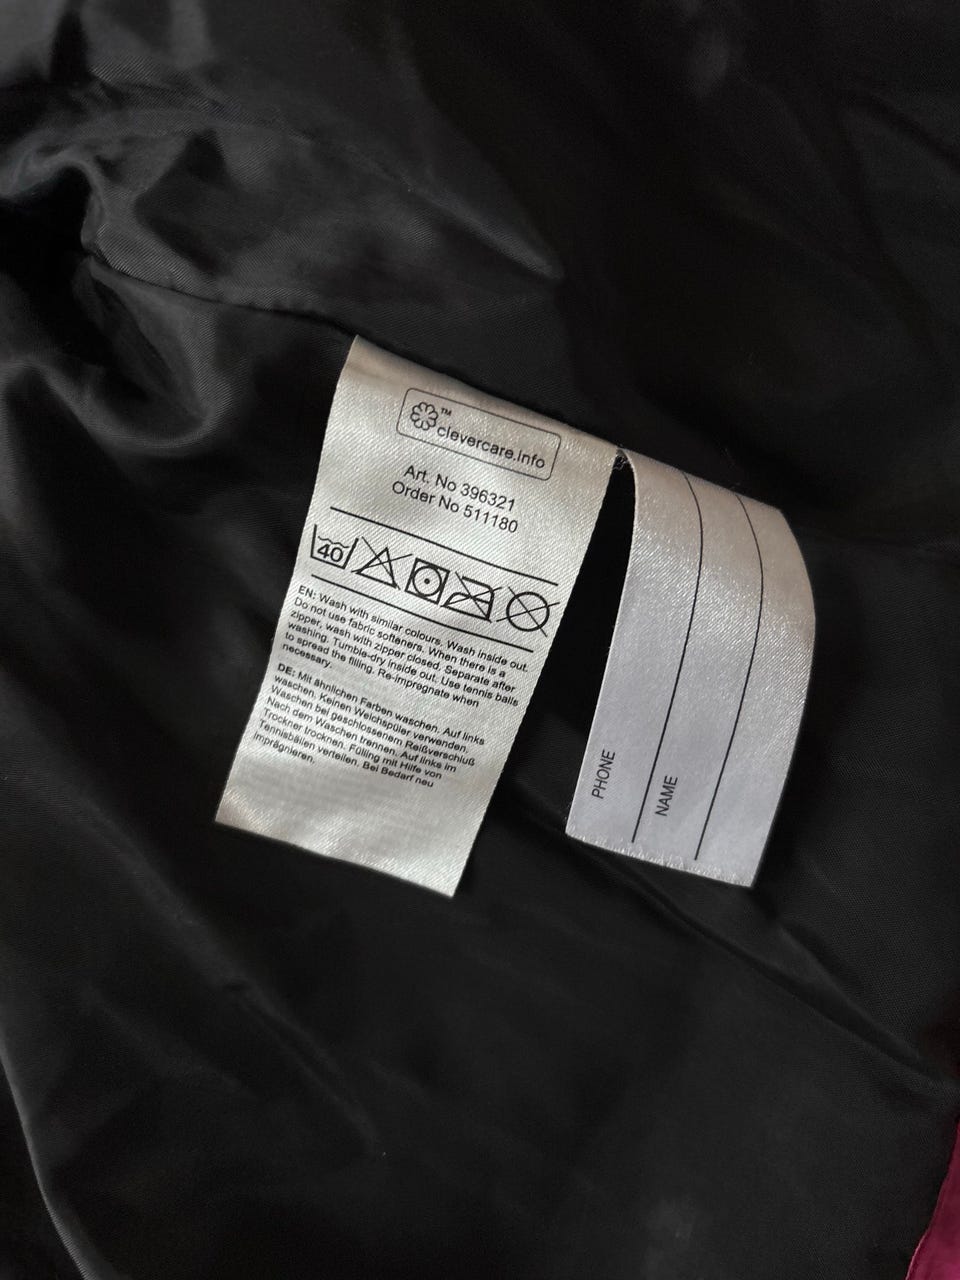 ™
clevercare.info
Art. No 396321
Order No 511180
40
EN: Wash with similar colours. Wash inside out.
Do not use fabric softeners. When there is a
zipper, wash with zipper closed. Separate after
washing. Tumble-dry inside out. Use tennis balls
to spread the filling. Re-impregnate when
necessary.
DE: Mit ähnlichen Farben waschen. Auf links
waschen. Keinen Weichspüler verwenden.
Waschen bei geschlossenem Reißverschluß
Nach dem Waschen trennen. Auf links im
Trockner trocknen. Fülling mit Hilfe von
Tennisbällen verteilen. Bei Bedarf neu
imprägnieren.
PHONE
NAME